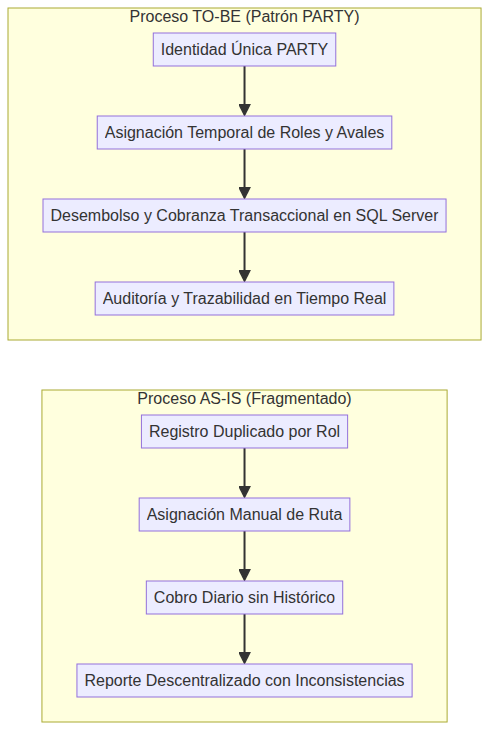 Proceso TO-BE (Patrón PARTY)
Identidad Única PARTY
Asignación Temporal de Roles y Avales
Desembolso y Cobranza Transaccional en SQL Server
Auditoría y Trazabilidad en Tiempo Real
Proceso AS-IS (Fragmentado)
Registro Duplicado por Rol
Asignación Manual de Ruta
Cobro Diario sin Histórico
Reporte Descentralizado con Inconsistencias